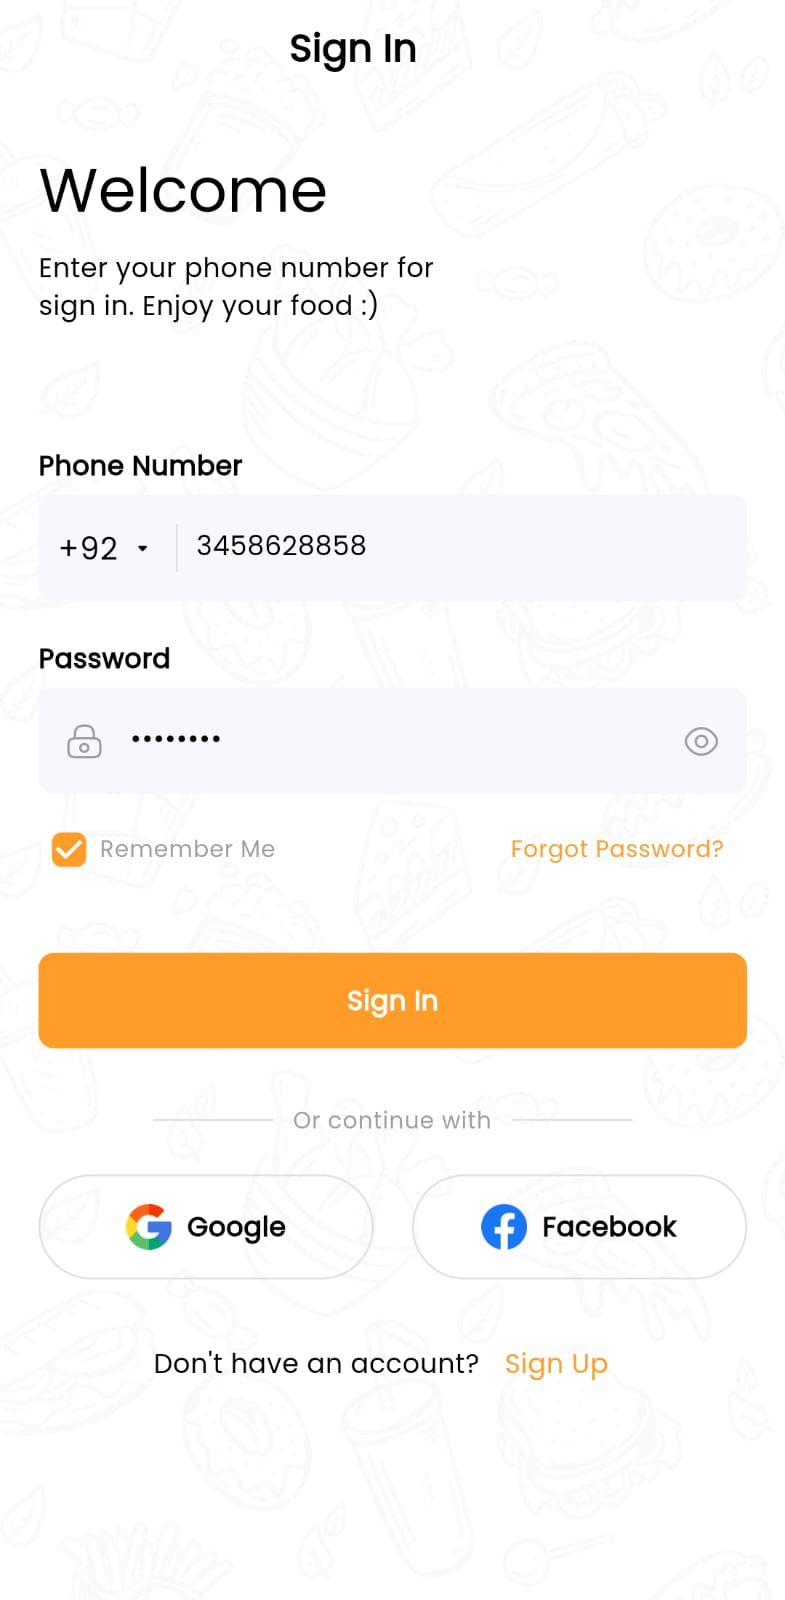 Sign In
Welcome
Enter your phone number for
sign in. Enjoy your food :)
Phone Number
+92 3458628858
Password
••••••••
Remember Me Forgot Password?
Sign In
Or continue with
Google Facebook
Don't have an account? Sign Up